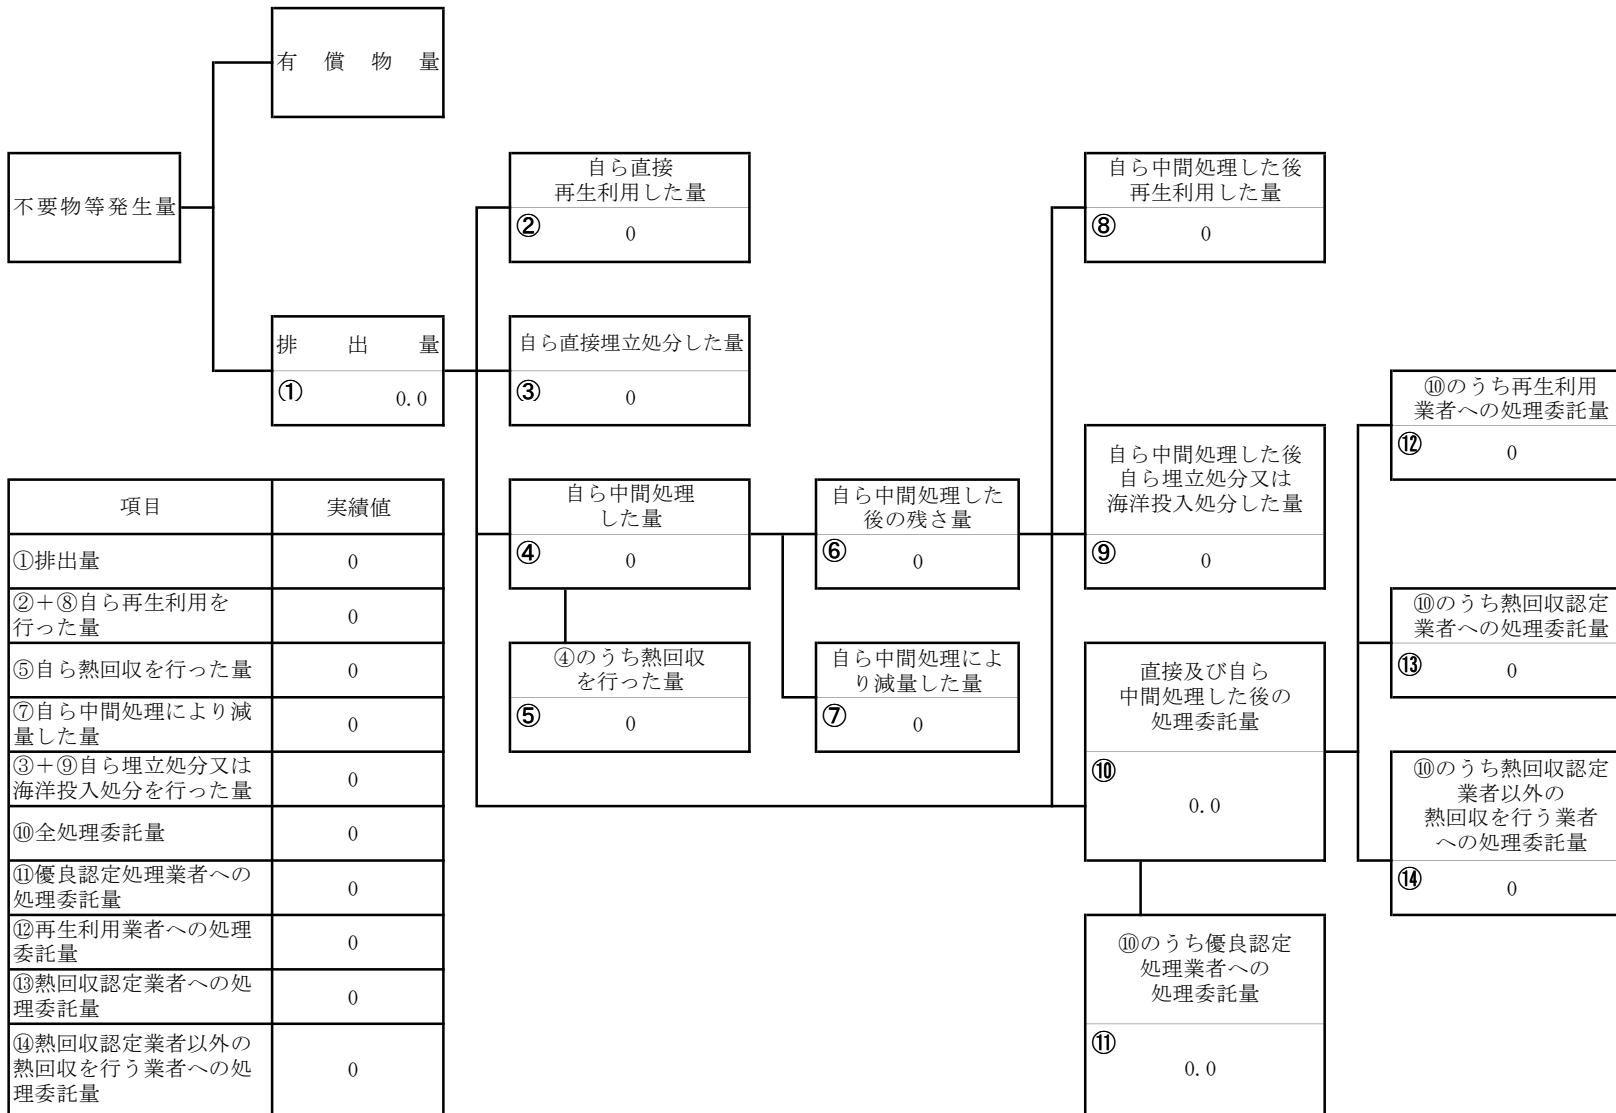 有償物量
不要物等発生量
排出量
①
0.0
自ら直接
再生利用した量
②
0
自ら直接埋立処分した量
③
0
自ら中間処理
した量
④
0
④のうち熱回収
を行った量
⑤
0
自ら中間処理した
後の残さ量
⑥
0
自ら中間処理によ
り減量した量
⑦
0
自ら中間処理した後
再生利用した量
⑧
0
自ら中間処理した後
自ら埋立処分又は
海洋投入処分した量
⑨
0
直接及び自ら
中間処理した後の
処理委託量
⑩
0.0
⑩のうち優良認定
処理業者への
処理委託量
⑪
0.0
⑩のうち再生利用
業者への処理委託量
⑫
0
⑩のうち熱回収認定
業者への処理委託量
⑬
0
⑩のうち熱回収認定
業者以外の
熱回収を行う業者
への処理委託量
⑭
0
項目 実績値
①排出量 0
②＋⑧自ら再生利用を
行った量
0
⑤自ら熱回収を行った量 0
⑦自ら中間処理により減
量した量
0
③＋⑨自ら埋立処分又は
海洋投入処分を行った量
0
⑩全処理委託量 0
⑪優良認定処理業者への
処理委託量
0
⑫再生利用業者への処理
委託量
0
⑬熱回収認定業者への処
理委託量
0
⑭熱回収認定業者以外の
熱回収を行う業者への処
理委託量
0